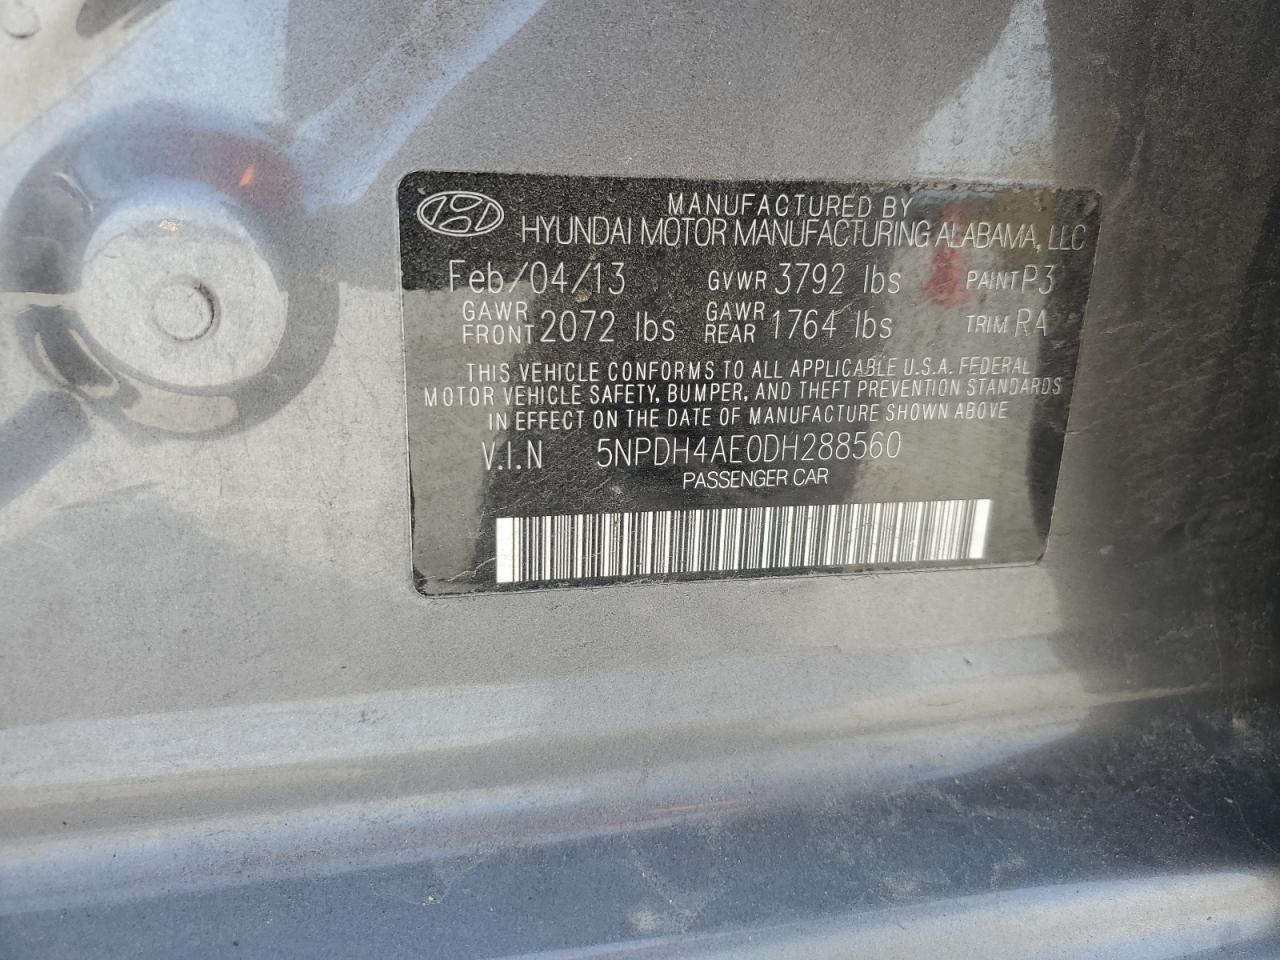 MANUFACTURED BY
HYUNDAI MOTOR MANUFACTURING ALABAMA, LLC
Feb/04/13 GVWR 3792 lbs PAINT P3
GAWR FRONT 2072 lbs GAWR REAR 1764 lbs TRIM RA
THIS VEHICLE CONFORMS TO ALL APPLICABLE U.S.A. FEDERAL
MOTOR VEHICLE SAFETY, BUMPER, AND THEFT PREVENTION STANDARDS
IN EFFECT ON THE DATE OF MANUFACTURE SHOWN ABOVE
V.I.N 5NPDH4AE0DH288560
PASSENGER CAR